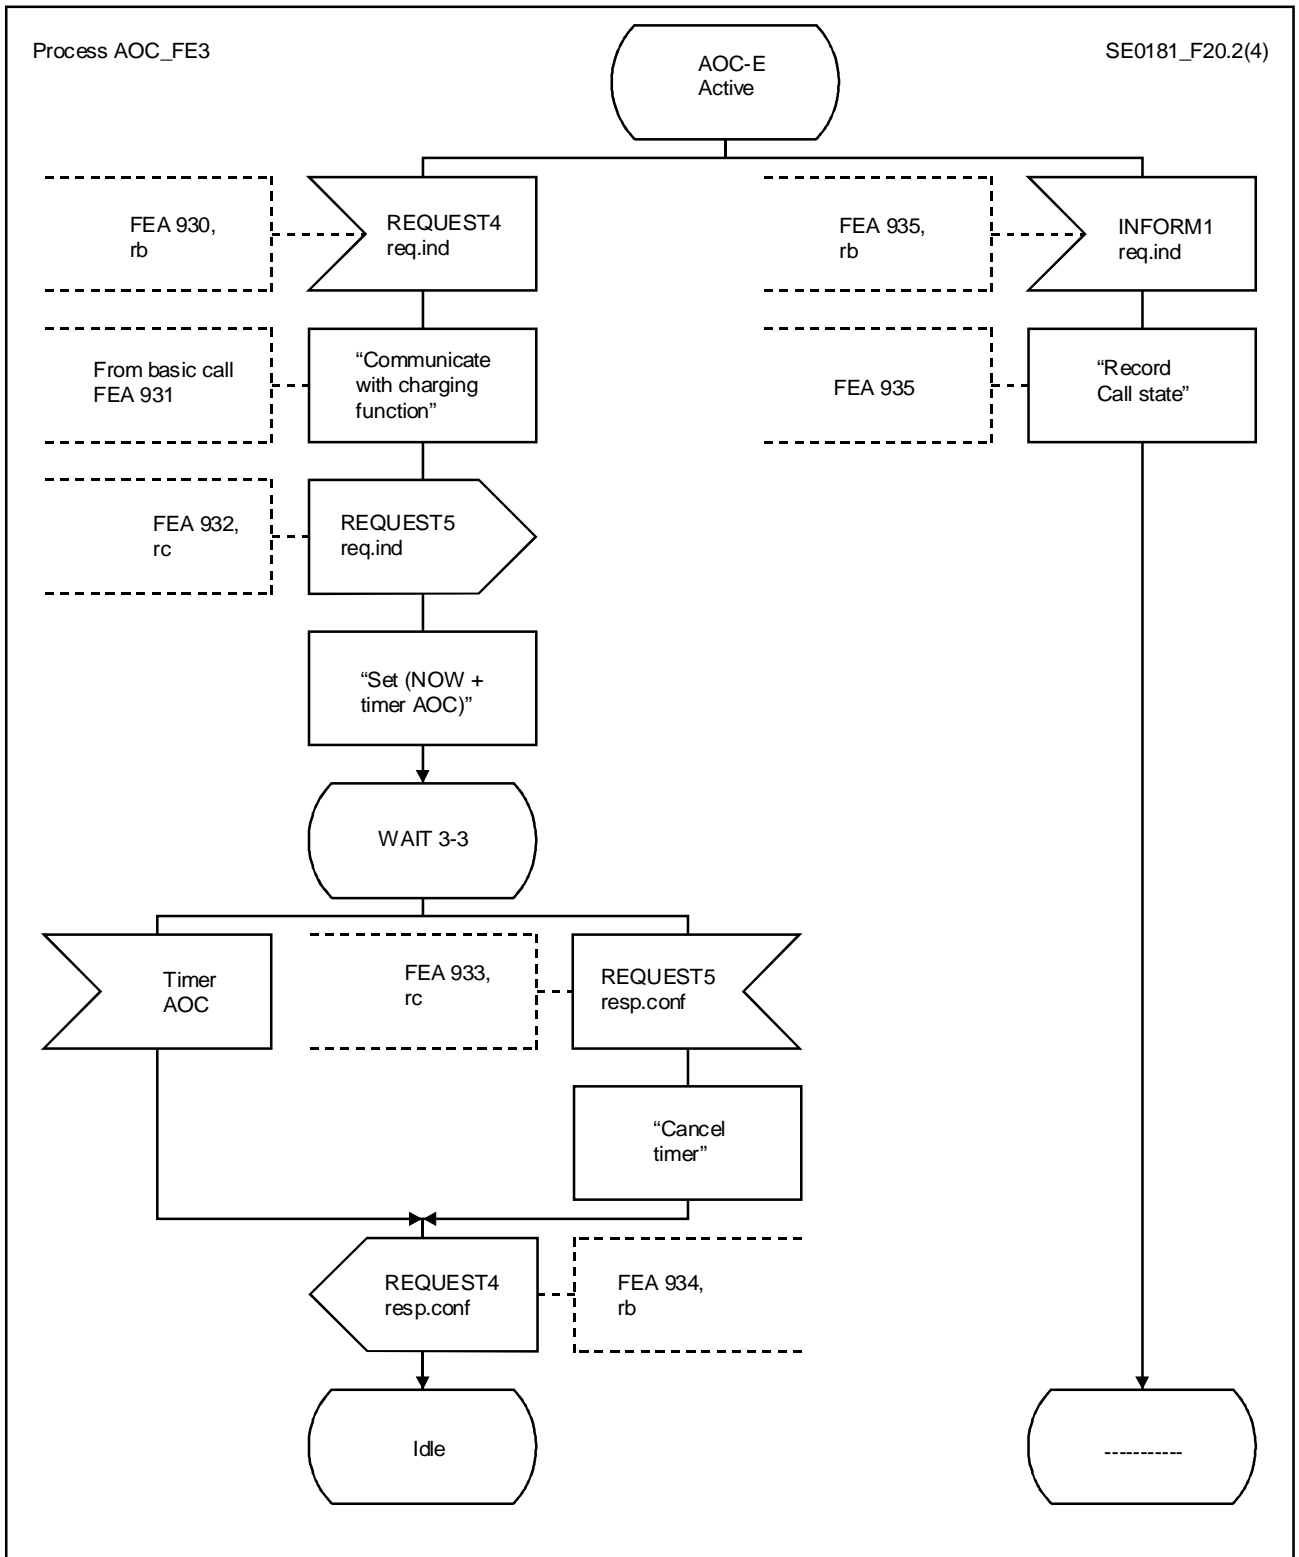 Process AOC_FE3
SE0181_F20.2(4)
AOC-E
Active
FEA 930,
rb
REQUEST4
req.ind
FEA 935,
rb
INFORM1
req.ind
From basic call
FEA 931
“Communicate
with charging
function”
FEA 935
“Record
Call state”
FEA 932,
rc
REQUEST5
req.ind
“Set (NOW +
timer AOC)”
WAIT 3-3
Timer
AOC
FEA 933,
rc
REQUEST5
resp.conf
“Cancel
timer”
REQUEST4
resp.conf
FEA 934,
rb
Idle
-----------